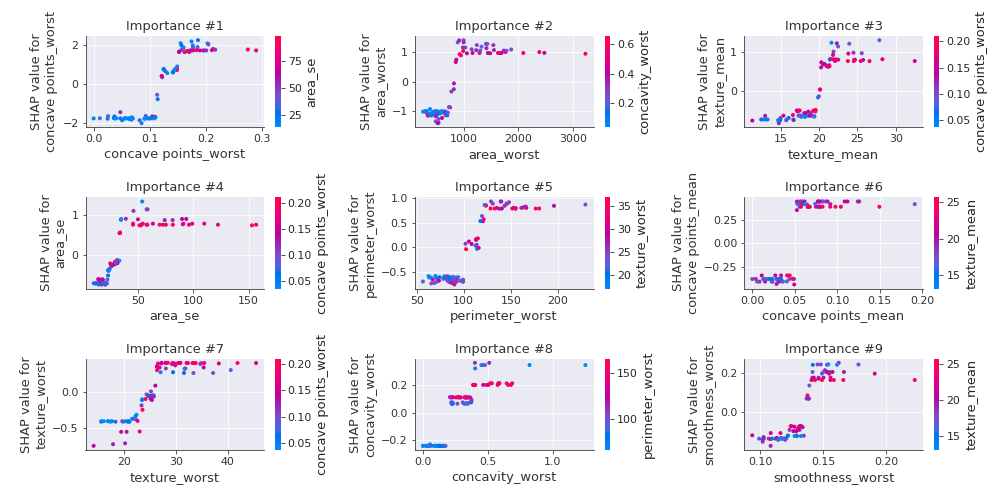 Importance #1
SHAP value for
concave points_worst
2
0
−2
0.0 0.1 0.2 0.3
concave points_worst
75
50
25
area_se
Importance #2
SHAP value for
area_worst
1
0
−1
1000 2000 3000
area_worst
0.6
0.4
0.2
concavity_worst
Importance #3
SHAP value for
texture_mean
1
0
15 20 25 30
texture_mean
0.20
0.15
0.10
0.05
concave points_worst
Importance #4
SHAP value for
area_se
1
0
50 100 150
area_se
0.20
0.15
0.10
0.05
concave points_worst
Importance #5
SHAP value for
perimeter_worst
1.0
0.5
0.0
−0.5
50 100 150 200
perimeter_worst
35
30
25
20
texture_worst
Importance #6
SHAP value for
concave points_mean
0.25
0.00
−0.25
0.00 0.05 0.10 0.15 0.20
concave points_mean
25
20
15
texture_mean
Importance #7
SHAP value for
texture_worst
0.0
−0.5
20 30 40
texture_worst
0.20
0.15
0.10
0.05
concave points_worst
Importance #8
SHAP value for
concavity_worst
0.2
0.0
−0.2
0.0 0.5 1.0
concavity_worst
150
100
perimeter_worst
Importance #9
SHAP value for
smoothness_worst
0.2
0.0
0.10 0.15 0.20
smoothness_worst
25
20
15
texture_mean